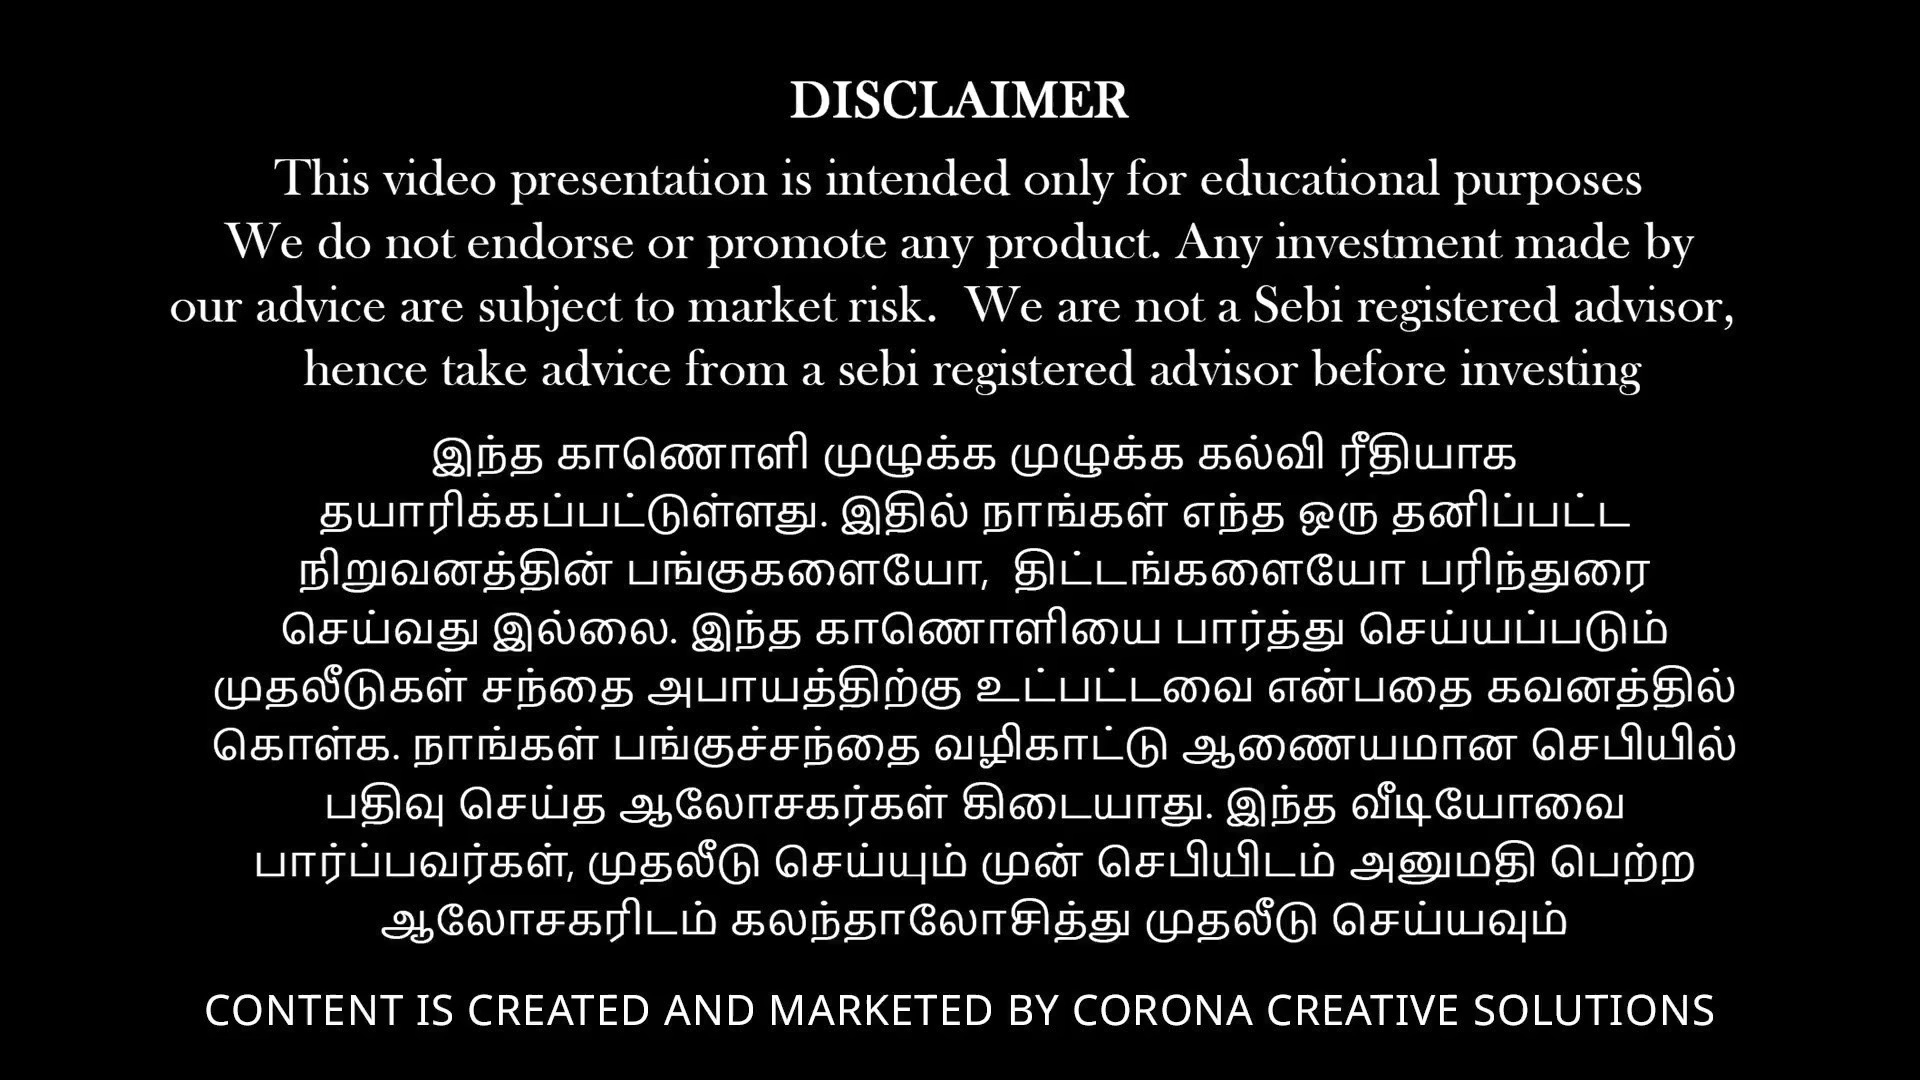 DISCLAIMER
This video presentation is intended only for educational purposes
We do not endorse or promote any product. Any investment made by
our advice are subject to market risk.  We are not a Sebi registered advisor,
hence take advice from a sebi registered advisor before investing
இந்த காணொளி முழுக்க முழுக்க கல்வி ரீதியாக
தயாரிக்கப்பட்டுள்ளது. இதில் நாங்கள் எந்த ஒரு தனிப்பட்ட
நிறுவனத்தின் பங்குகளையோ,  திட்டங்களையோ பரிந்துரை
செய்வது இல்லை. இந்த காணொளியை பார்த்து செய்யப்படும்
முதலீடுகள் சந்தை அபாயத்திற்கு உட்பட்டவை என்பதை கவனத்தில்
கொள்க. நாங்கள் பங்குச்சந்தை வழிகாட்டு ஆணையமான செபியில்
பதிவு செய்த ஆலோசகர்கள் கிடையாது. இந்த வீடியோவை
பார்ப்பவர்கள், முதலீடு செய்யும் முன் செபியிடம் அனுமதி பெற்ற
ஆலோசகரிடம் கலந்தாலோசித்து முதலீடு செய்யவும்
CONTENT IS CREATED AND MARKETED BY CORONA CREATIVE SOLUTIONS